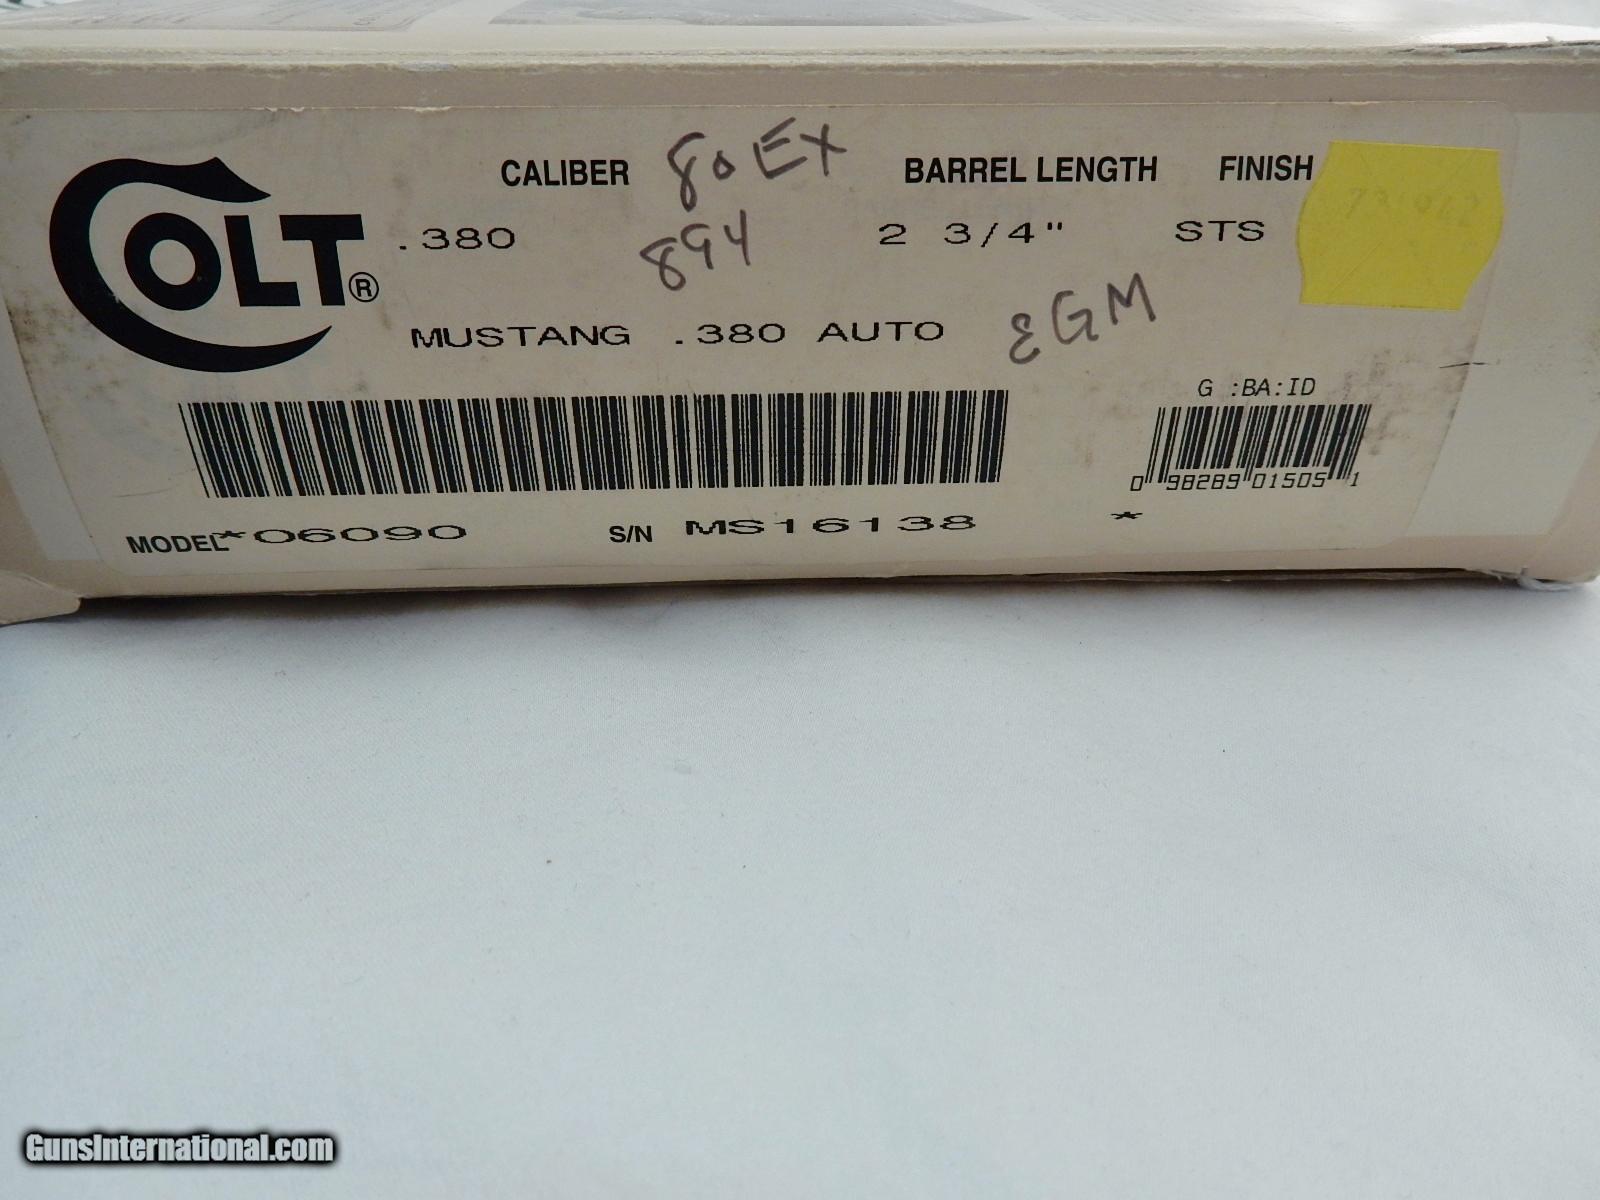 COLT®
CALIBER 80 EX BARREL LENGTH FINISH
.380 894 2 3/4" STS
MUSTANG .380 AUTO EGM
G :BA:ID
0 98289 01505 1
MODEL *06090 S/N MS16138 *
GunsInternational.com